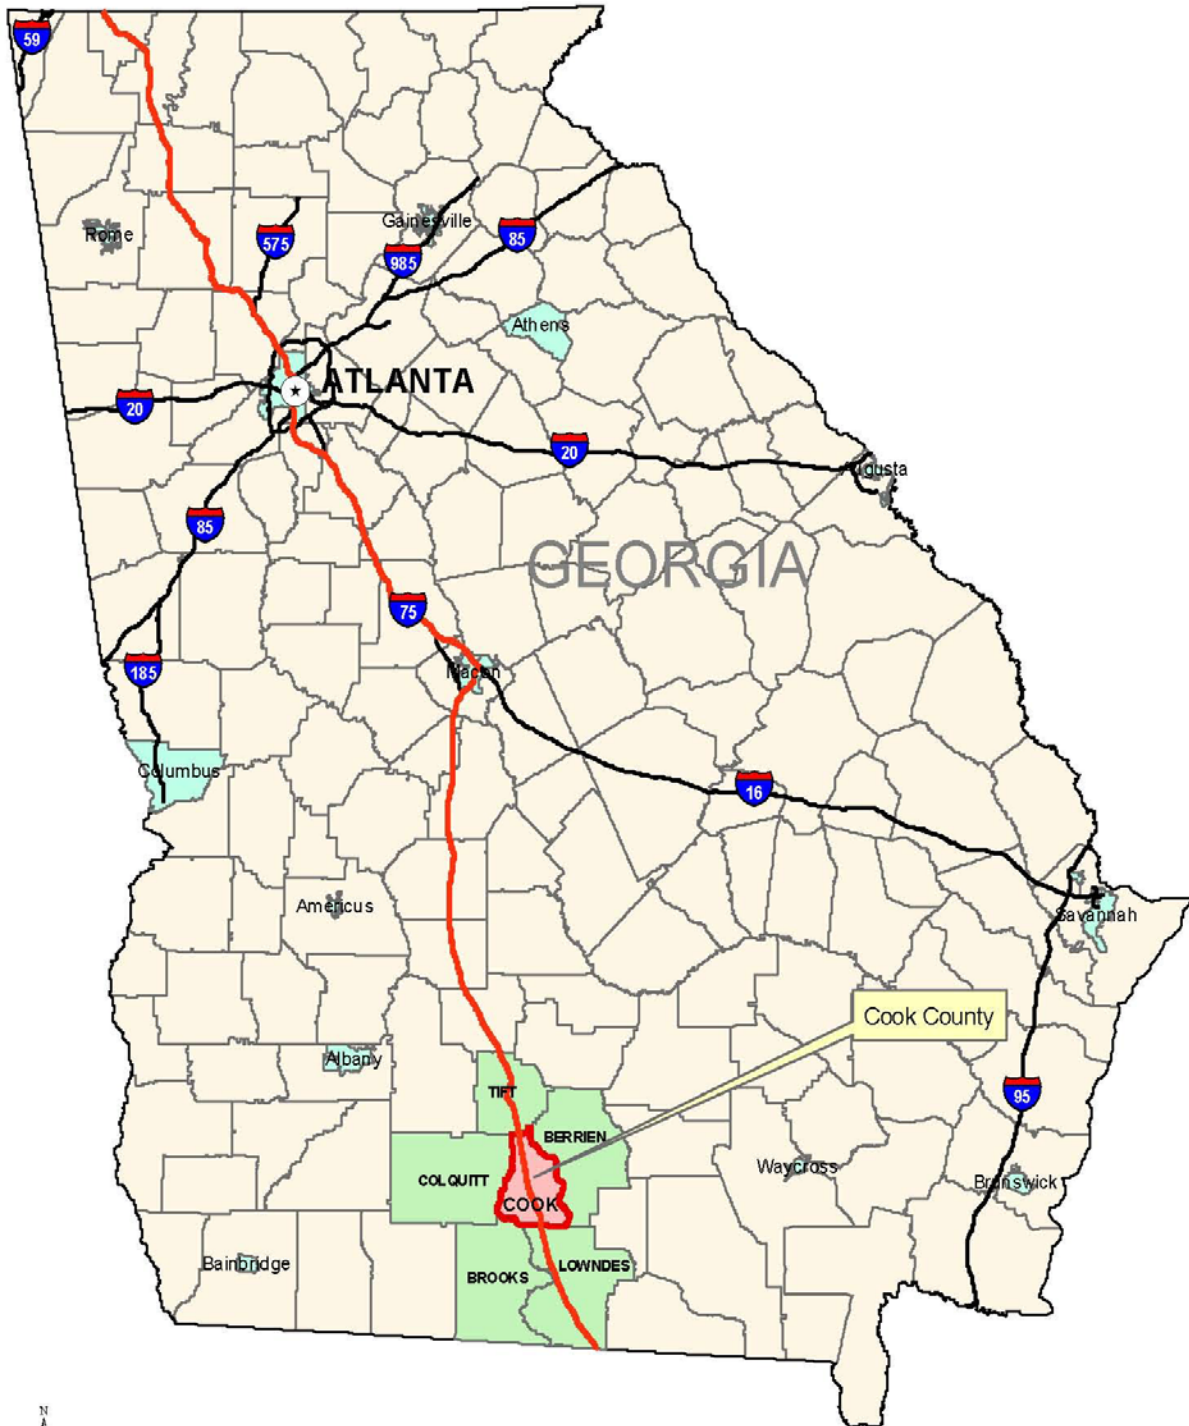 59
Gainesville
Rome
575
85
985
Athens
ATLANTA
20
20
Augusta
85
GEORGIA
75
185
Macon
Columbus
16
Americus
Savannah
Cook County
Albany
TIFT
95
BERRIEN
Waycross
COLQUITT
Brunswick
COOK
Bainbridge
LOWNDES
BROOKS
N